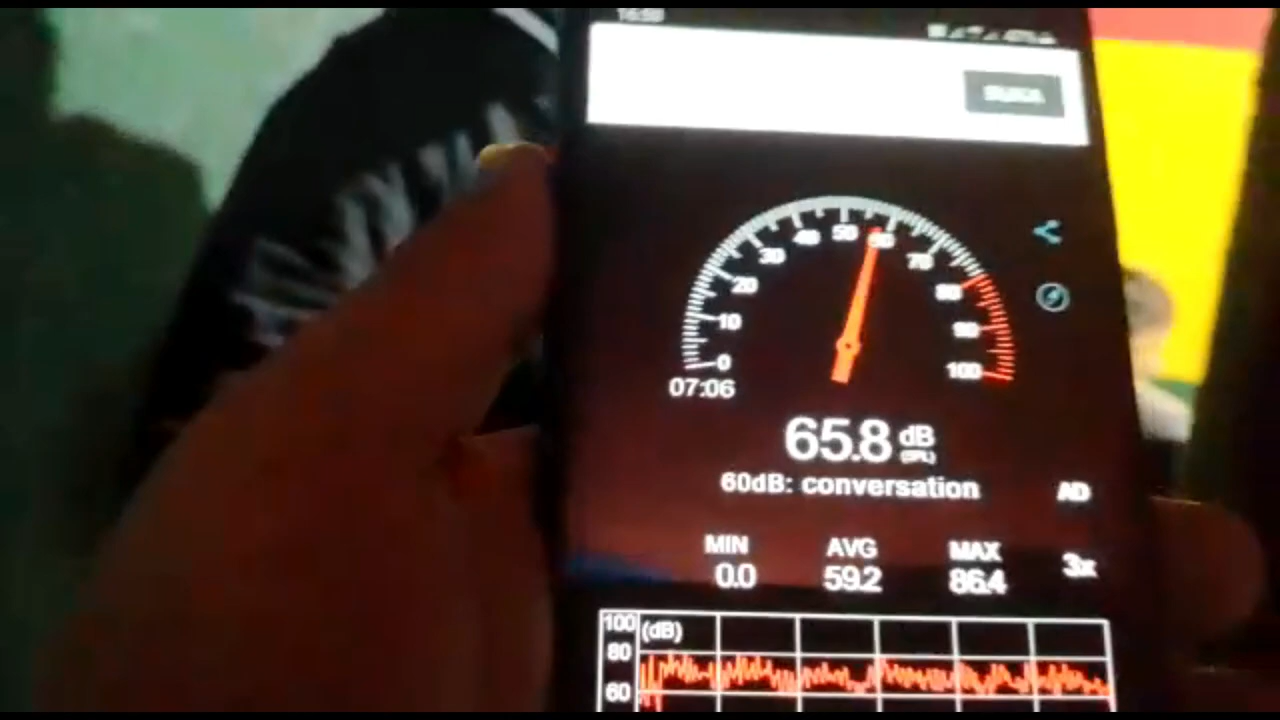 0 10 20 30 40 50 60 70 80 90 100
07:06
65.8 dB
(SPL)
60dB: conversation
AD
MIN AVG MAX
0.0 59.2 86.4
3x
100 (dB)
80
60